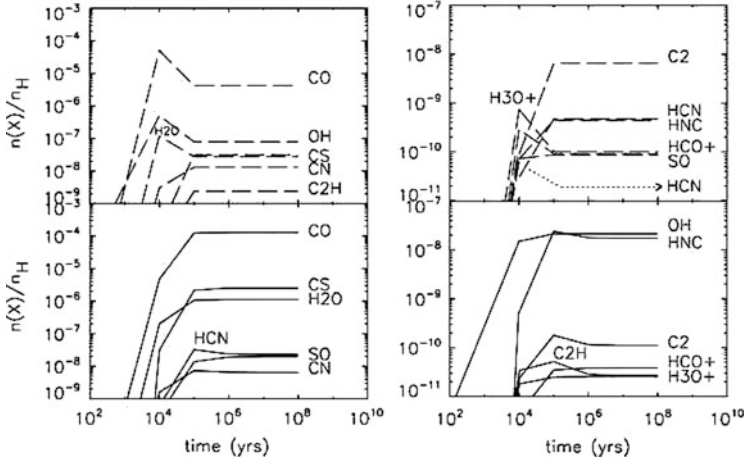 10^-3
10^-4
10^-5
10^-6
10^-7
10^-8
10^-9
n(X)/n_H
CO
H2O
OH
CS
CN
C2H
10^-7
10^-8
10^-9
10^-10
10^-11
n(X)/n_H
C2
H3O+
HCN
HNC
HCO+
SO
HCN
10^-3
10^-4
10^-5
10^-6
10^-7
10^-8
10^-9
n(X)/n_H
CO
CS
H2O
HCN
SO
CN
10^2 10^4 10^6 10^8 10^10
time (yrs)
10^-7
10^-8
10^-9
10^-10
10^-11
n(X)/n_H
OH
HNC
C2
C2H
HCO+
H3O+
10^2 10^4 10^6 10^8 10^10
time (yrs)